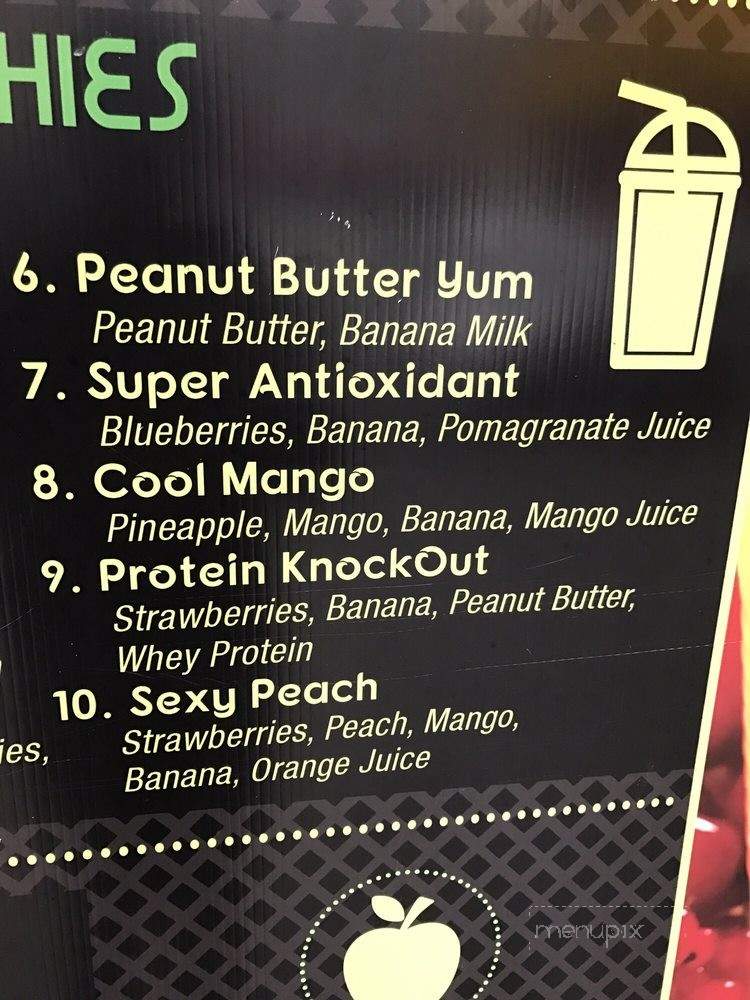 HIES
6. Peanut Butter Yum
Peanut Butter, Banana Milk
7. Super Antioxidant
Blueberries, Banana, Pomagranate Juice
8. Cool Mango
Pineapple, Mango, Banana, Mango Juice
9. Protein KnockOut
Strawberries, Banana, Peanut Butter,
Whey Protein
10. Sexy Peach
ies,
Strawberries, Peach, Mango,
Banana, Orange Juice
menupix